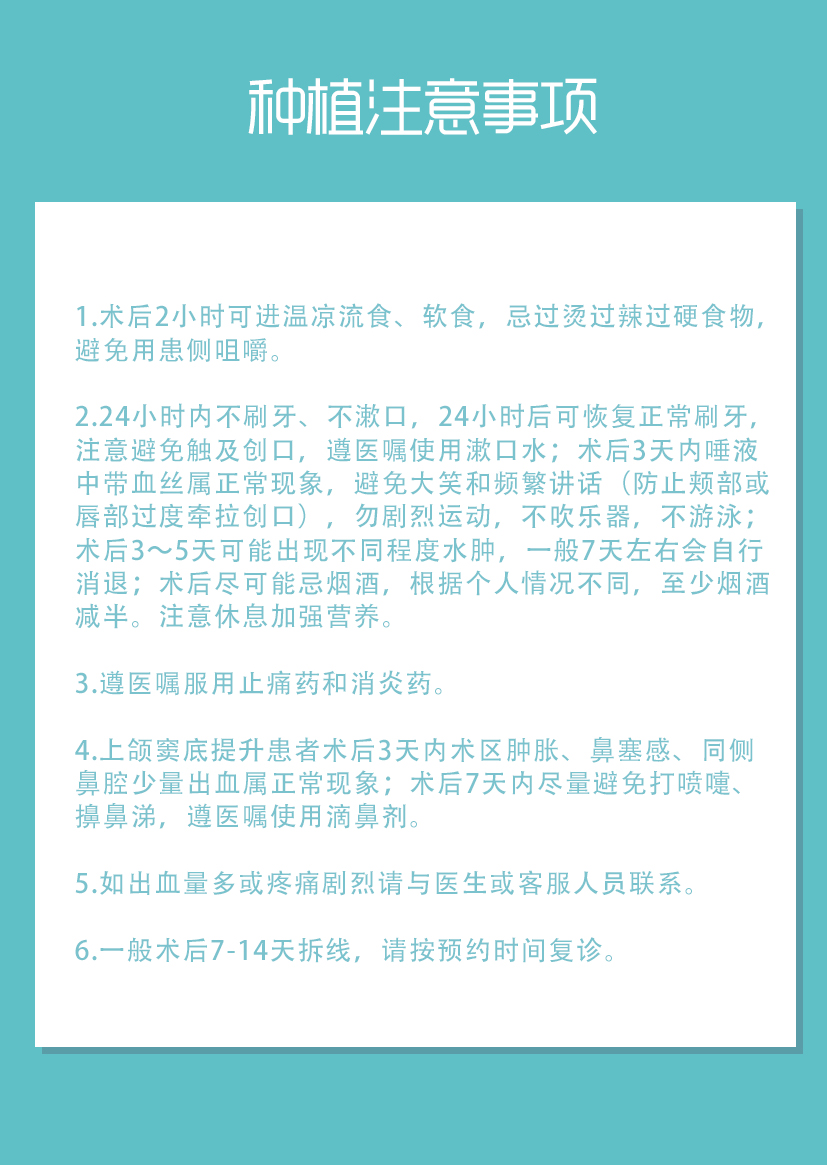 种植注意事项
1.术后2小时可进温凉流食、软食，忌过烫过辣过硬食物，
避免用患侧咀嚼。
2.24小时内不刷牙、不漱口，24小时后可恢复正常刷牙，
注意避免触及创口，遵医嘱使用漱口水；术后3天内唾液
中带血丝属正常现象，避免大笑和频繁讲话（防止颊部或
唇部过度牵拉创口），勿剧烈运动，不吹乐器，不游泳；
术后3～5天可能出现不同程度水肿，一般7天左右会自行
消退；术后尽可能忌烟酒，根据个人情况不同，至少烟酒
减半。注意休息加强营养。
3.遵医嘱服用止痛药和消炎药。
4.上颌窦底提升患者术后3天内术区肿胀、鼻塞感、同侧
鼻腔少量出血属正常现象；术后7天内尽量避免打喷嚏、
擤鼻涕，遵医嘱使用滴鼻剂。
5.如出血量多或疼痛剧烈请与医生或客服人员联系。
6.一般术后7-14天拆线，请按预约时间复诊。